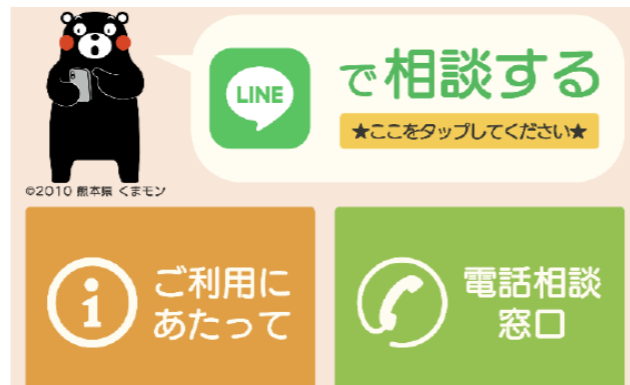 LINE
で相談する
★ここをタップしてください★
©2010 熊本県 くまモン
ご利用に
あたって
電話相談
窓口